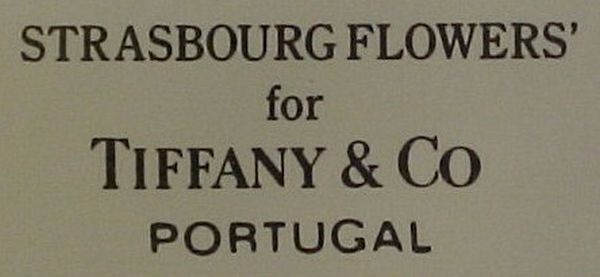 STRASBOURG FLOWERS’
for
TIFFANY & CO
PORTUGAL